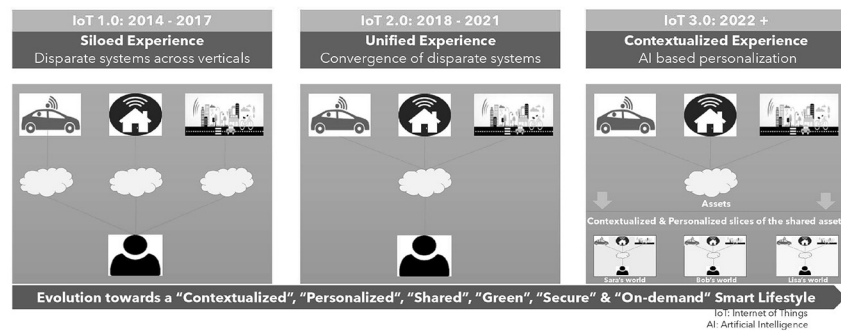 IoT 1.0: 2014 - 2017
Siloed Experience
Disparate systems across verticals
IoT 2.0: 2018 - 2021
Unified Experience
Convergence of disparate systems
IoT 3.0: 2022 +
Contextualized Experience
AI based personalization
Assets
Contextualized & Personalized slices of the shared asset
Sara's world
Bob's world
Lisa's world
Evolution towards a “Contextualized”, “Personalized”, “Shared”, “Green”, “Secure” & “On-demand“ Smart Lifestyle
IoT: Internet of Things
AI: Artificial Intelligence